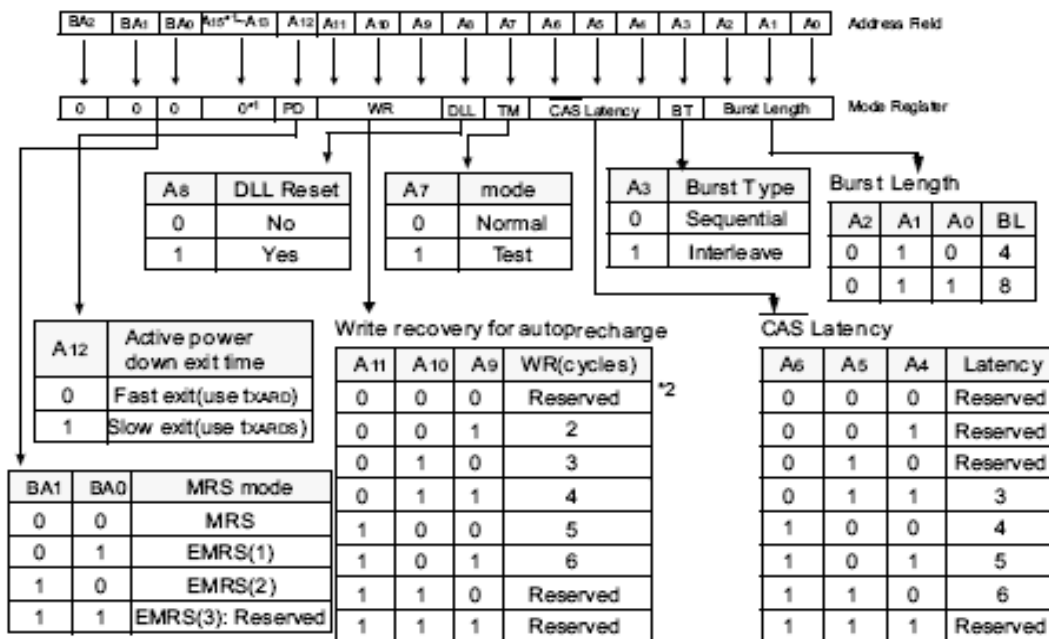 BA2 BA1 BA0 A15*1~A13 A12 A11 A10 A9 A8 A7 A6 A5 A4 A3 A2 A1 A0 Address Field
0 0 0 0*1 PD WR DLL TM CAS Latency BT Burst Length Mode Register
A8 DLL Reset
0 No
1 Yes
A7 mode
0 Normal
1 Test
A3 Burst Type
0 Sequential
1 Interleave
Burst Length
A2 A1 A0 BL
0 1 0 4
0 1 1 8
A12 Active power
down exit time
0 Fast exit(use tXARD)
1 Slow exit(use tXARDS)
BA1 BA0 MRS mode
0 0 MRS
0 1 EMRS(1)
1 0 EMRS(2)
1 1 EMRS(3): Reserved
Write recovery for autoprecharge
A11 A10 A9 WR(cycles)
*2
0 0 0 Reserved
0 0 1 2
0 1 0 3
0 1 1 4
1 0 0 5
1 0 1 6
1 1 0 Reserved
1 1 1 Reserved
CAS Latency
A6 A5 A4 Latency
0 0 0 Reserved
0 0 1 Reserved
0 1 0 Reserved
0 1 1 3
1 0 0 4
1 0 1 5
1 1 0 6
1 1 1 Reserved